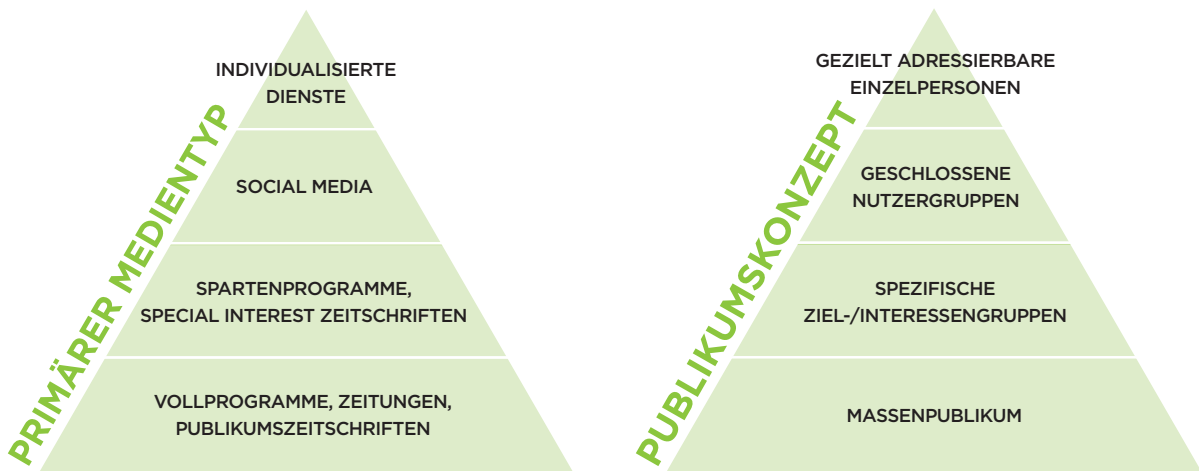 PRIMÄRER MEDIENTYP
INDIVIDUALISIERTE
DIENSTE
SOCIAL MEDIA
SPARTENPROGRAMME,
SPECIAL INTEREST ZEITSCHRIFTEN
VOLLPROGRAMME, ZEITUNGEN,
PUBLIKUMSZEITSCHRIFTEN
PUBLIKUMSKONZEPT
GEZIELT ADRESSIERBARE
EINZELPERSONEN
GESCHLOSSENE
NUTZERGRUPPEN
SPEZIFISCHE
ZIEL-/INTERESSENGRUPPEN
MASSENPUBLIKUM